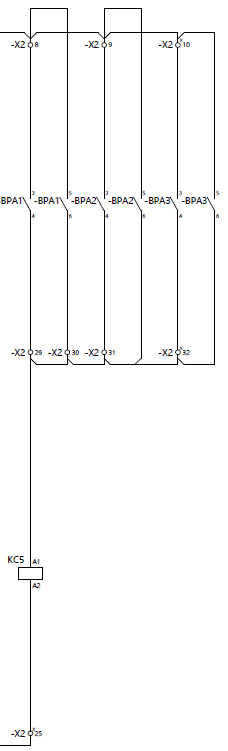 -X2 8 -X2 9 -X2 x 10
3 5 3 5 3 5
-BPA1 -BPA1 -BPA2 -BPA2 -BPA3 -BPA3
4 6 4 6 4 6
-X2 29 -X2 30 -X2 31 -X2 x 32
KC5 A1
A2
-X2 x 25